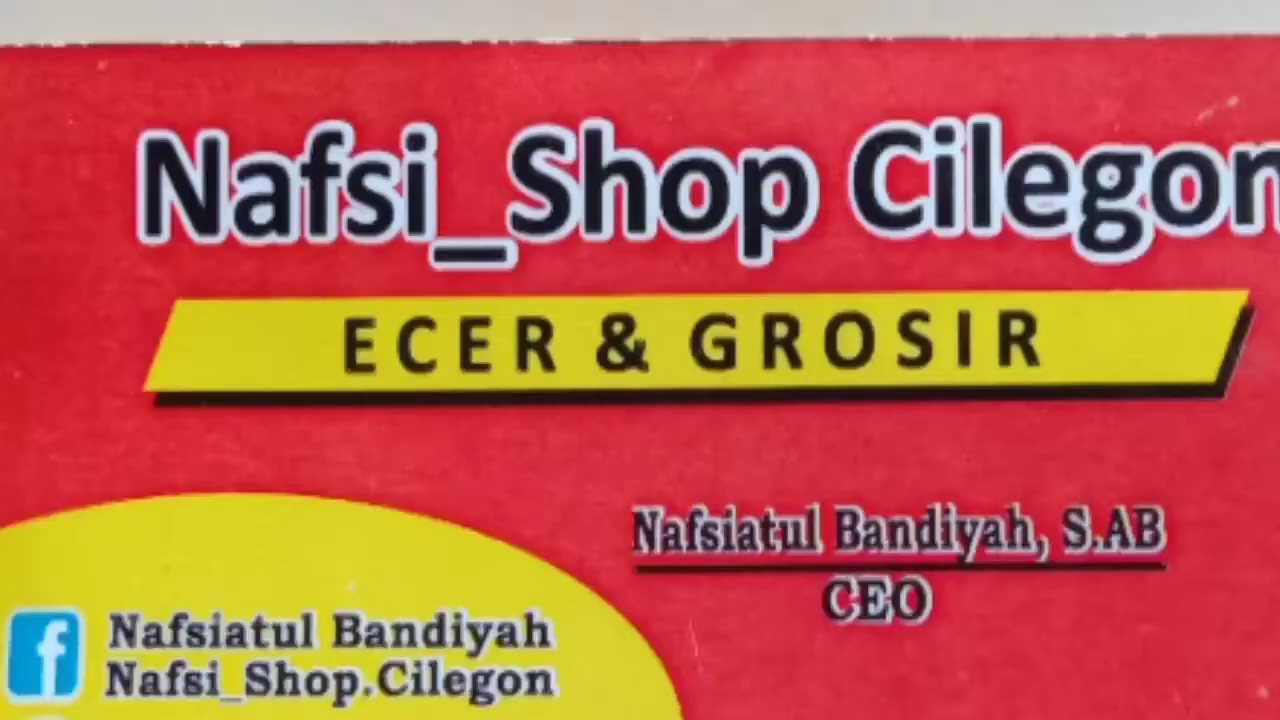 Nafsi_Shop Cilegon
ECER & GROSIR
Nafsiatul Bandiyah, S.AB
CEO
Nafsiatul Bandiyah
Nafsi_Shop.Cilegon